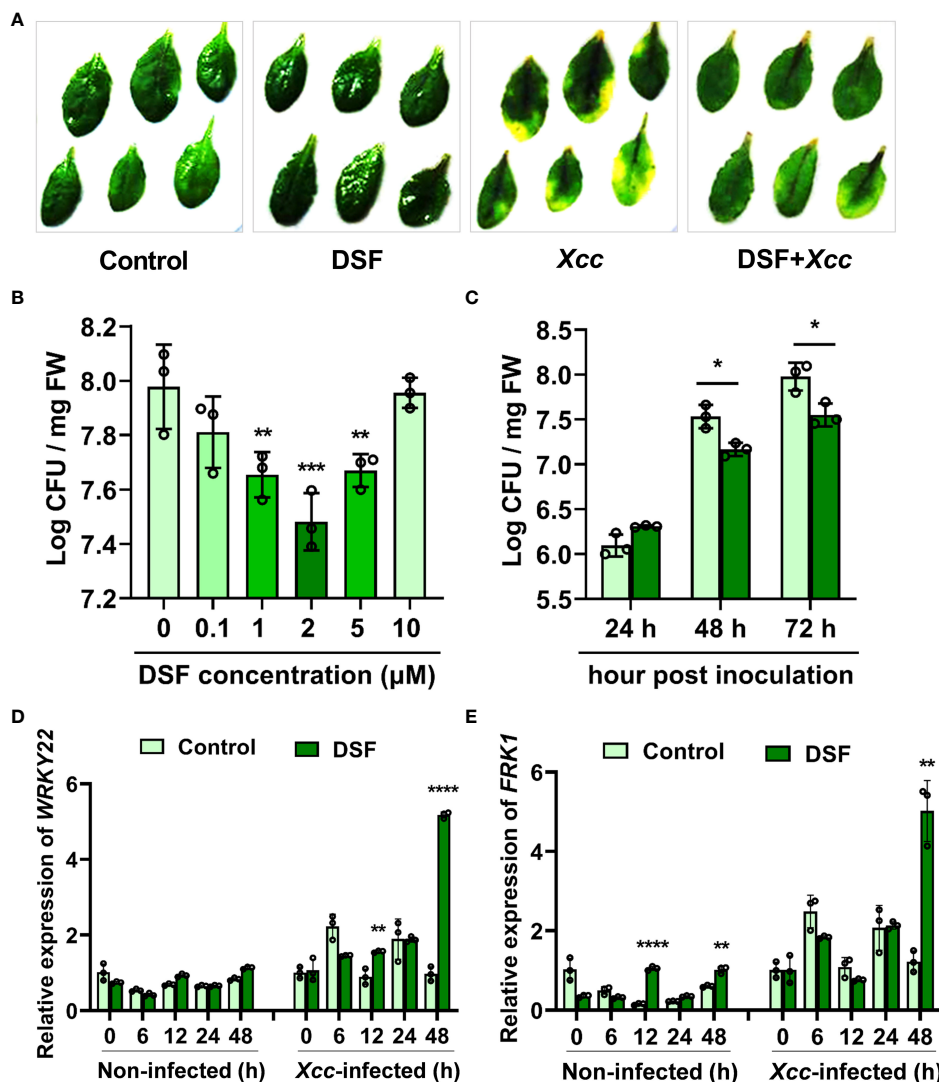 A
Control
DSF
Xcc
DSF+Xcc
B
C
Log CFU / mg FW
8.2
8.0
7.8
7.6
7.4
7.2
**
***
**
0 0.1 1 2 5 10
DSF concentration (µM)
Log CFU / mg FW
8.5
8.0
7.5
7.0
6.5
6.0
5.5
*
*
24 h 48 h 72 h
hour post inoculation
D
E
Control DSF
Relative expression of WRKY22
6
4
2
0
**
****
0 6 12 24 48 0 6 12 24 48
Non-infected (h) Xcc-infected (h)
Control DSF
Relative expression of FRK1
6
4
2
0
****
**
**
0 6 12 24 48 0 6 12 24 48
Non-infected (h) Xcc-infected (h)